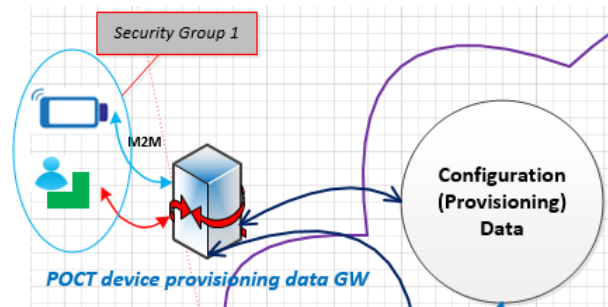 Security Group 1
M2M
Configuration
(Provisioning)
Data
POCT device provisioning data GW